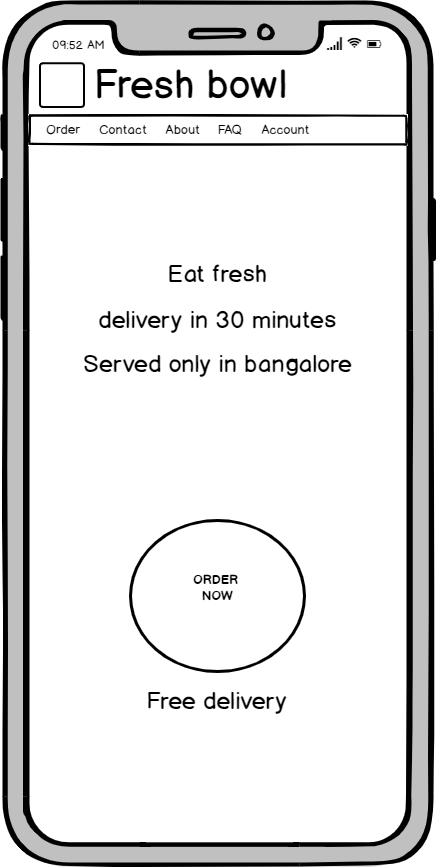 09:52 AM
Fresh bowl
Order Contact About FAQ Account
Eat fresh
delivery in 30 minutes
Served only in bangalore
ORDER
NOW
Free delivery